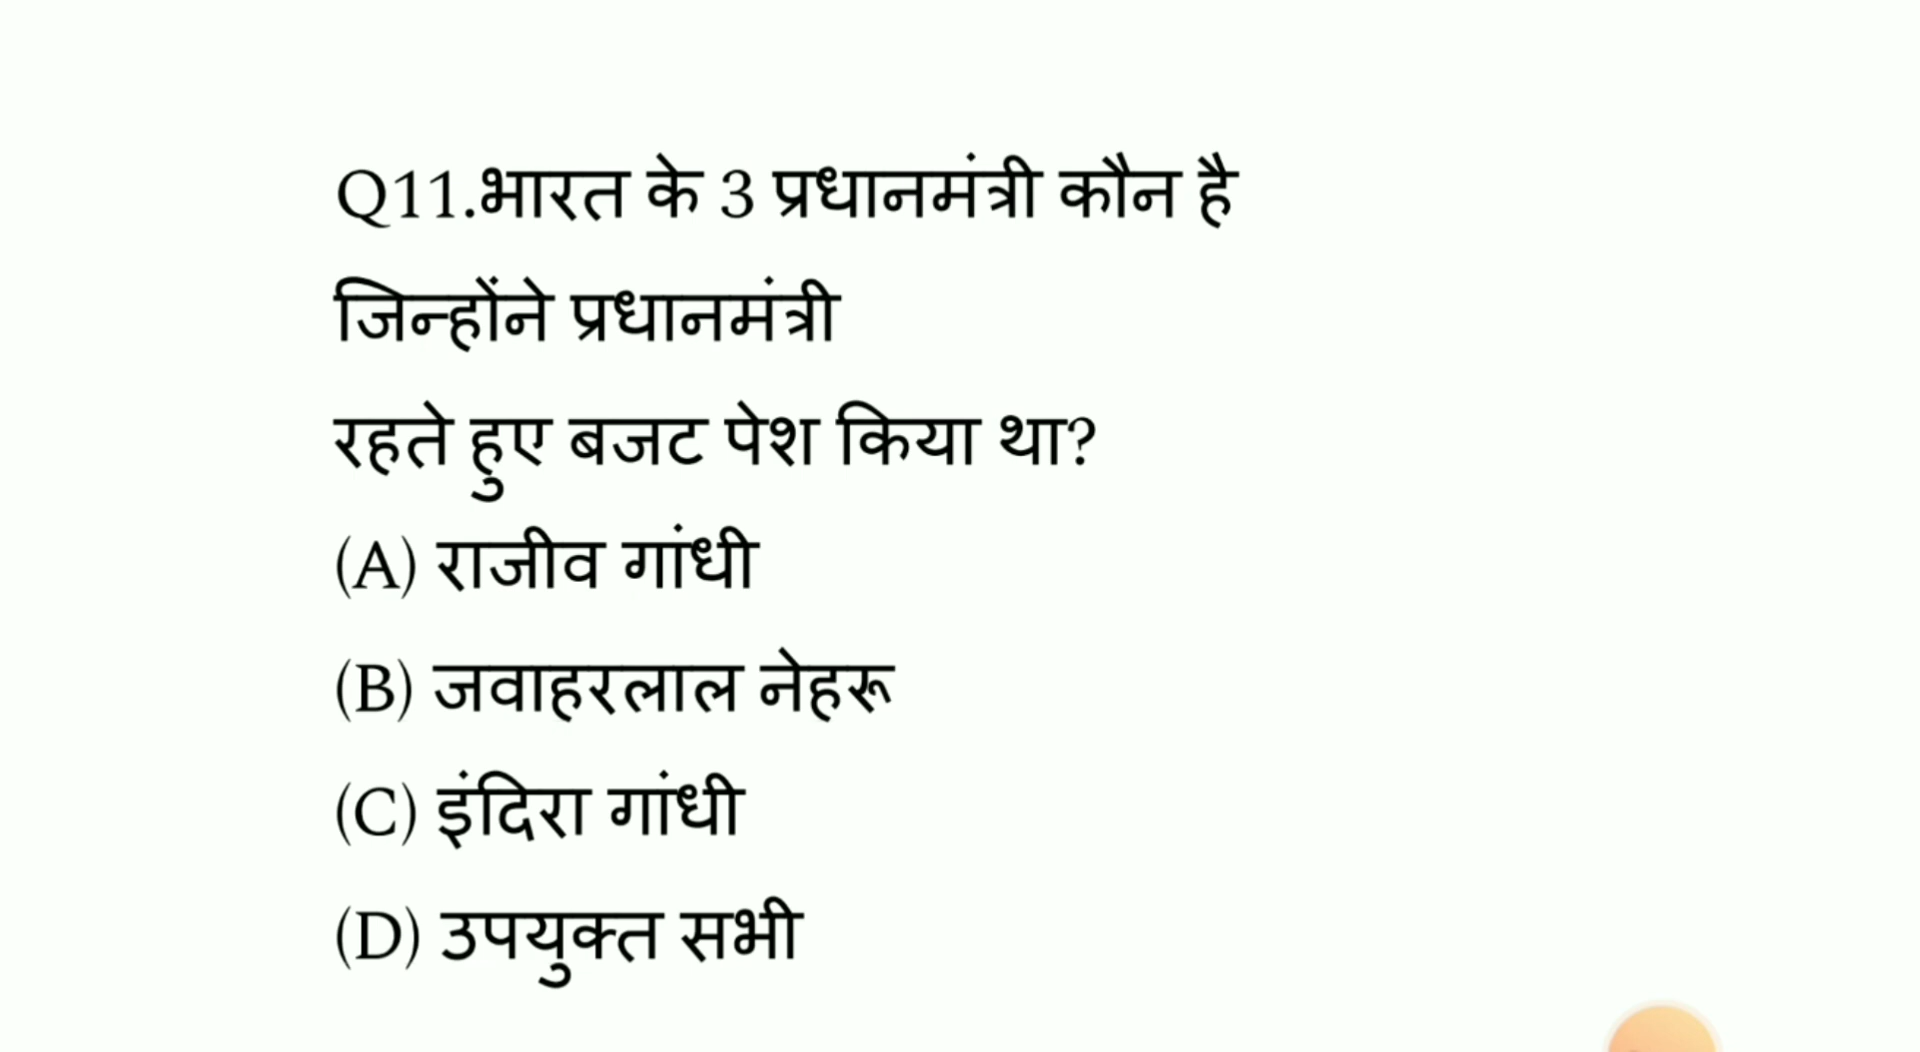 Q11.भारत के 3 प्रधानमंत्री कौन है
जिन्होंने प्रधानमंत्री
रहते हुए बजट पेश किया था?
(A) राजीव गांधी
(B) जवाहरलाल नेहरू
(C) इंदिरा गांधी
(D) उपयुक्त सभी